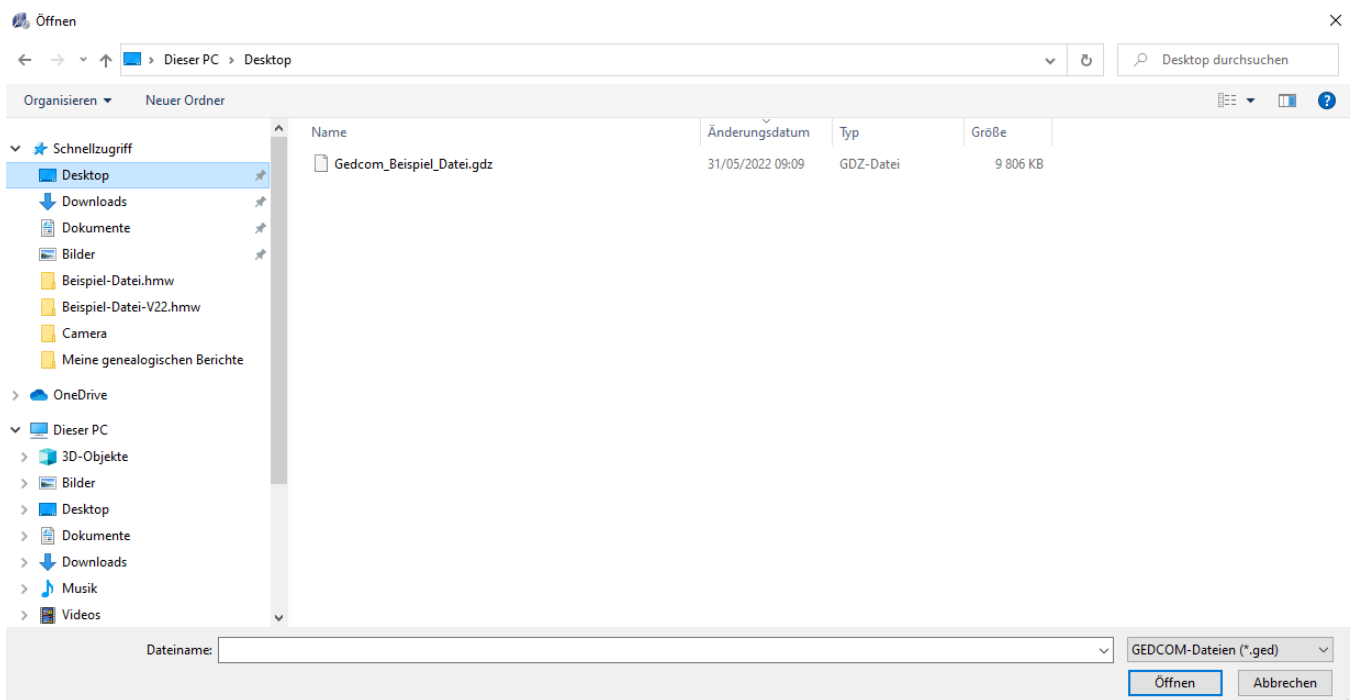 Öffnen
Dieser PC › Desktop
Desktop durchsuchen
Organisieren Neuer Ordner
Name Änderungsdatum Typ Größe
Gedcom_Beispiel_Datei.gdz 31/05/2022 09:09 GDZ-Datei 9 806 KB
Schnellzugriff
Desktop
Downloads
Dokumente
Bilder
Beispiel-Datei.hmw
Beispiel-Datei-V22.hmw
Camera
Meine genealogischen Berichte
OneDrive
Dieser PC
3D-Objekte
Bilder
Desktop
Dokumente
Downloads
Musik
Videos
Dateiname:
GEDCOM-Dateien (*.ged)
Öffnen Abbrechen